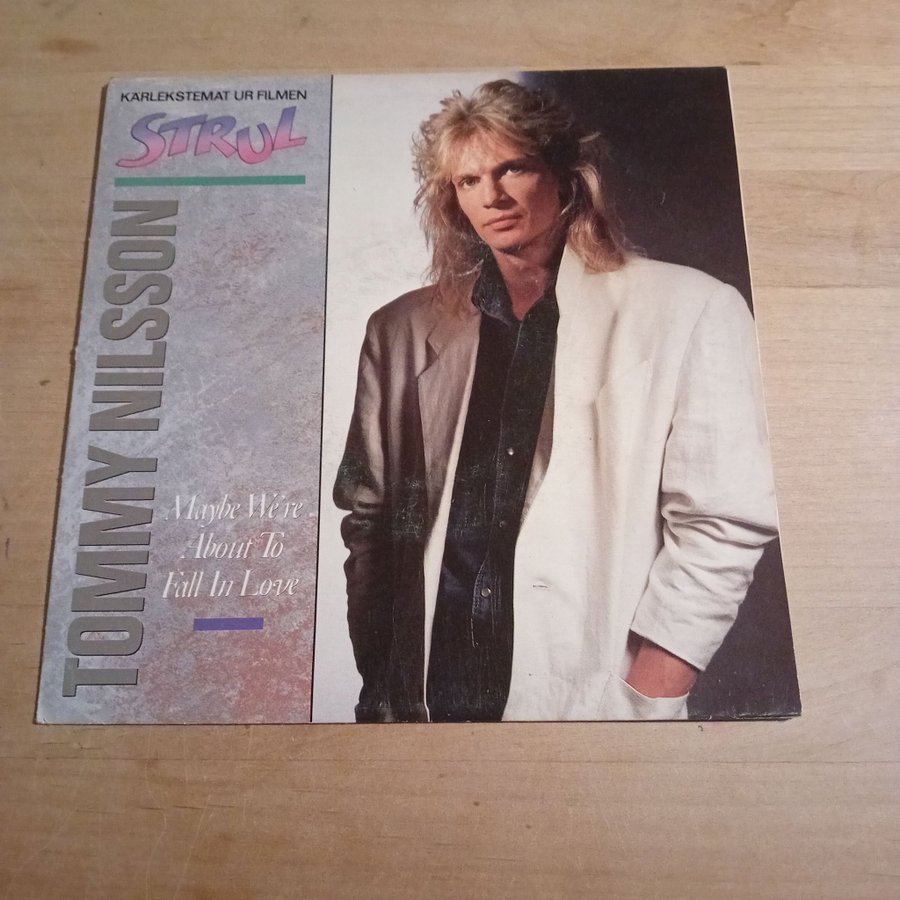 KÄRLEKSTEMAT UR FILMEN
STRUL
TOMMY NILSSON
Maybe We're
About To
Fall In Love